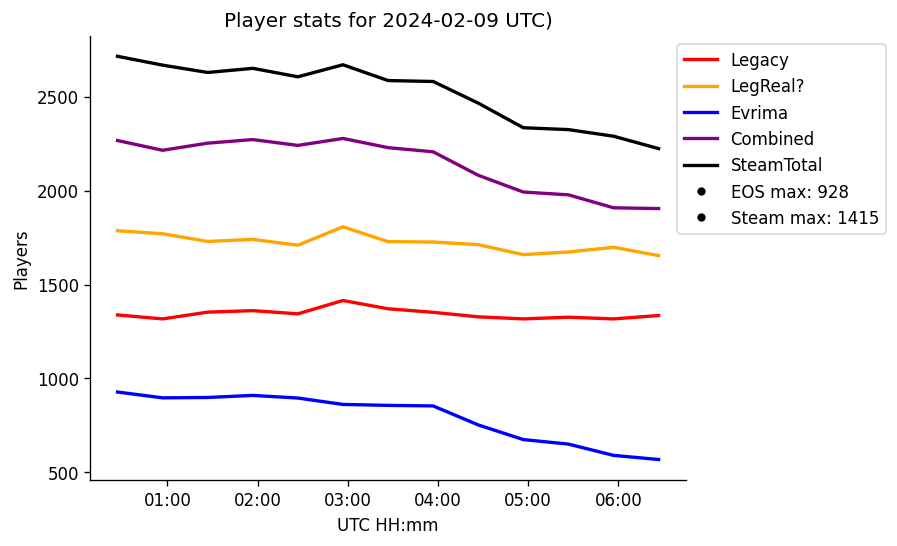 Player stats for 2024-02-09 UTC)
Legacy
LegReal?
Evrima
Combined
SteamTotal
EOS max: 928
Steam max: 1415
Players
2500
2000
1500
1000
500
01:00 02:00 03:00 04:00 05:00 06:00
UTC HH:mm